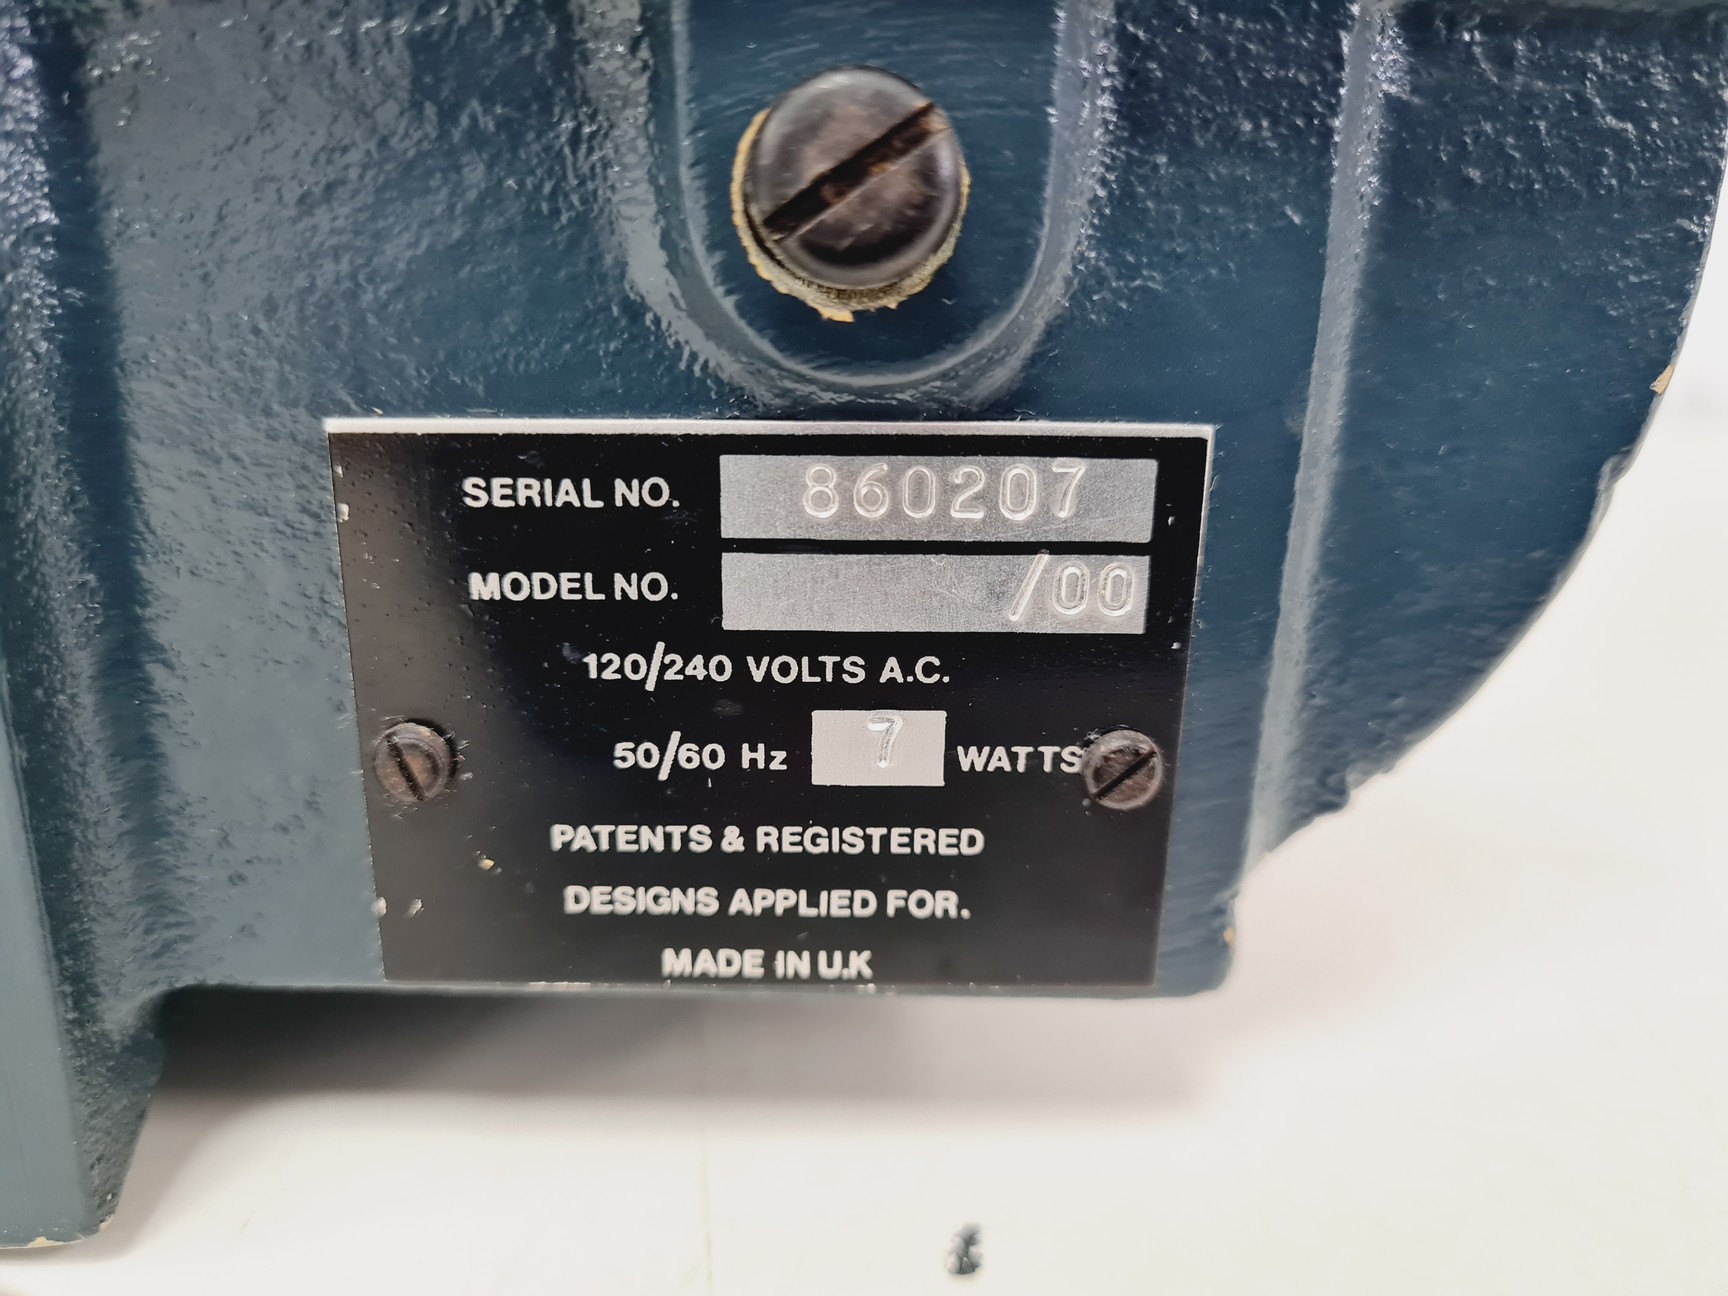 SERIAL NO. 860207
MODEL NO. /00
120/240 VOLTS A.C.
50/60 Hz 7 WATTS
PATENTS & REGISTERED
DESIGNS APPLIED FOR.
MADE IN U.K